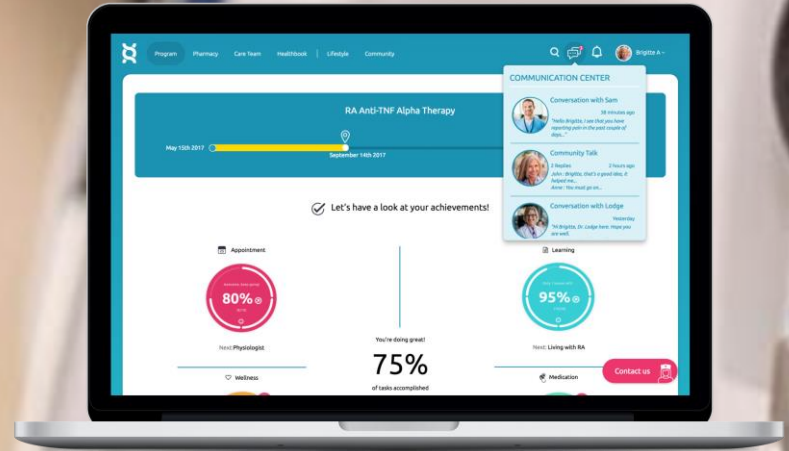 Program
Pharmacy
Care Team
Healthbook
Lifestyle
Community
Brigitte A
COMMUNICATION CENTER
Conversation with Sam
38 minutes ago
"Hello Brigitte, I see that you have
reporting pain in the past couple of
days..."
Community Talk
5 Replies
3 hours ago
John : Brigitte, that's a good idea, it
helped me...
Anne : You must go on...
Conversation with Lodge
Yesterday
"Hi Brigitte, Dr. Lodge here. Hope you
are well.
RA Anti-TNF Alpha Therapy
May 15th 2017
September 14th 2017
Let's have a look at your achievements!
Appointment
80%
Next: Physiologist
Wellness
You're doing great!
75%
of tasks accomplished
Learning
95%
Next: Living with RA
Medication
Contact us